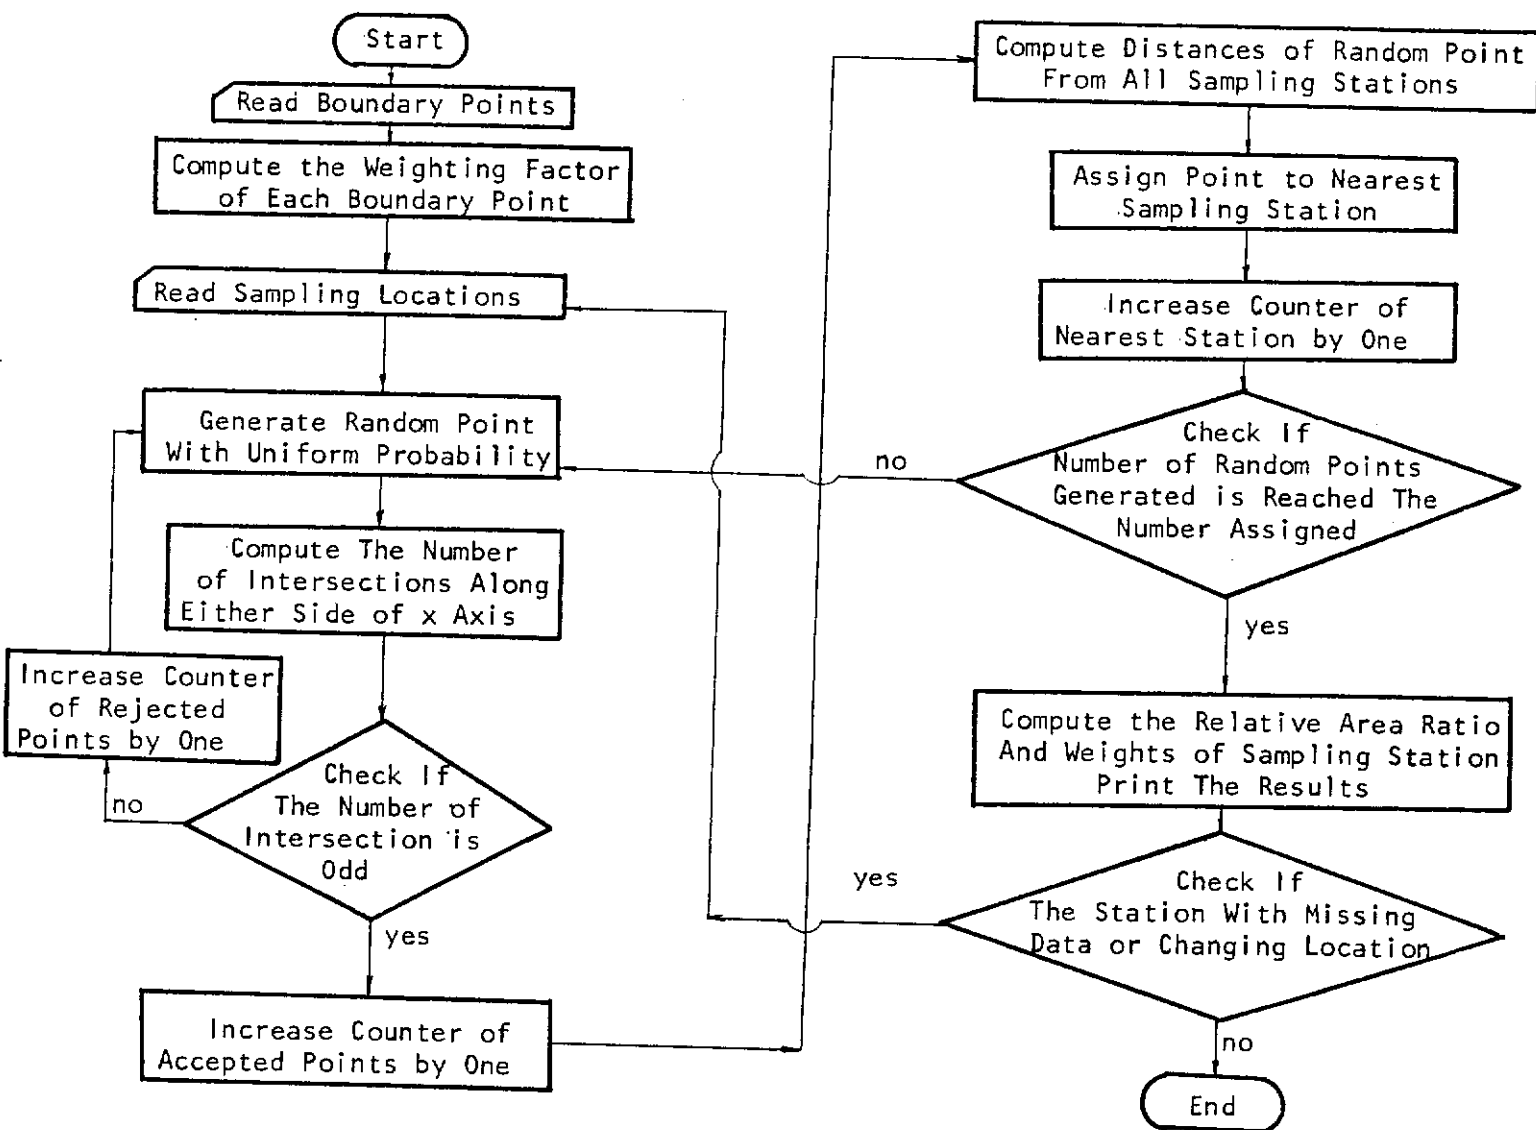 Start
Read Boundary Points
Compute the Weighting Factor
of Each Boundary Point
Read Sampling Locations
Generate Random Point
With Uniform Probability
Compute The Number
of Intersections Along
Either Side of x Axis
Increase Counter
of Rejected
Points by One
no
Check If
The Number of
Intersection is
Odd
yes
Increase Counter of
Accepted Points by One
Compute Distances of Random Point
From All Sampling Stations
Assign Point to Nearest
Sampling Station
Increase Counter of
Nearest Station by One
Check If
Number of Random Points
Generated is Reached The
Number Assigned
no
yes
Compute the Relative Area Ratio
And Weights of Sampling Station
Print The Results
Check If
The Station With Missing
Data or Changing Location
yes
no
End